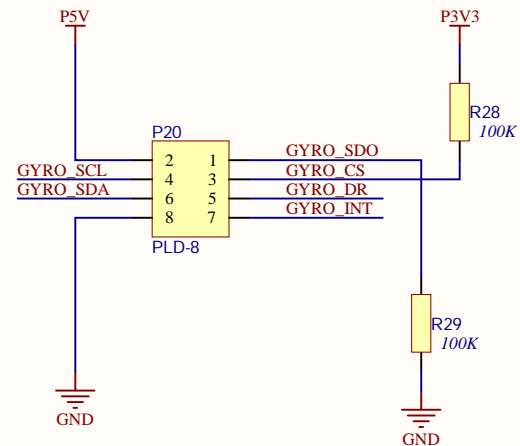 P5V
P3V3
R28
100K
P20
GYRO_SDO
2 1
GYRO_SCL
4 3
GYRO_CS
GYRO_SDA
6 5
GYRO_DR
8 7
GYRO_INT
PLD-8
R29
100K
GND
GND